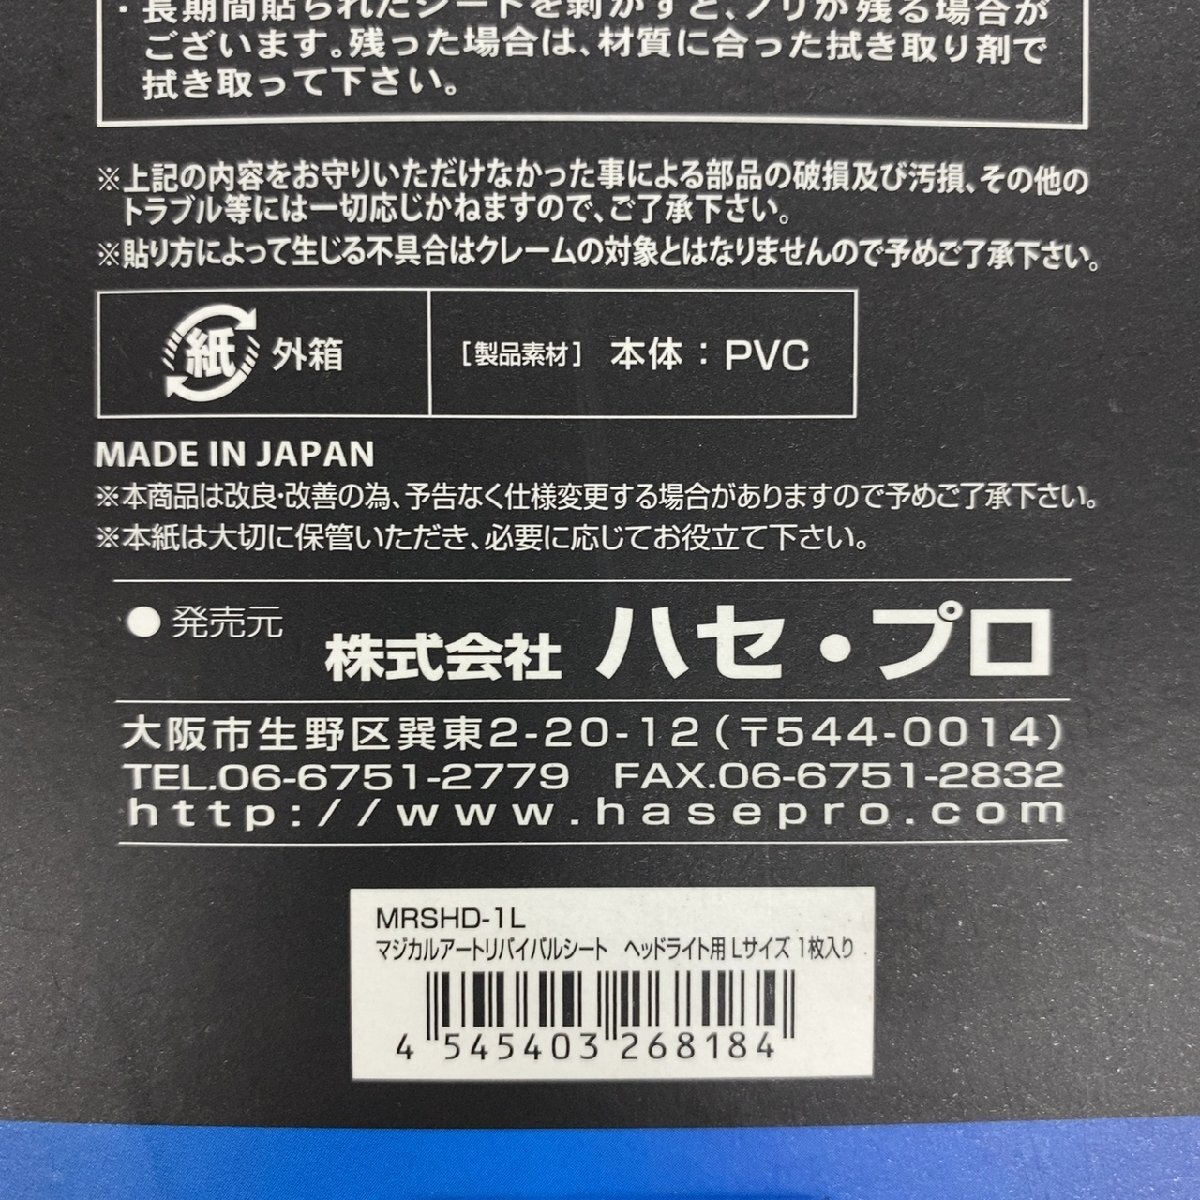 ・長期間貼られたシートを剥がすと、ノリが残る場合が
ございます。残った場合は、材質に合った拭き取り剤で
拭き取って下さい。
※上記の内容をお守りいただけなかった事による部品の破損及び汚損、その他の
トラブル等には一切応じかねますので、ご了承下さい。
※貼り方によって生じる不具合はクレームの対象とはなりませんので予めご了承下さい。
紙 外箱 [製品素材] 本体：PVC
MADE IN JAPAN
※本商品は改良・改善の為、予告なく仕様変更する場合がありますので予めご了承下さい。
※本紙は大切に保管いただき、必要に応じてお役立て下さい。
●発売元
株式会社 ハセ・プロ
大阪市生野区巽東2-20-12(〒544-0014)
TEL.06-6751-2779 FAX.06-6751-2832
http://www.hasepro.com
MRSHD-1L
マジカルアートリバイバルシート ヘッドライト用 Lサイズ 1枚入り
4 545403 268184